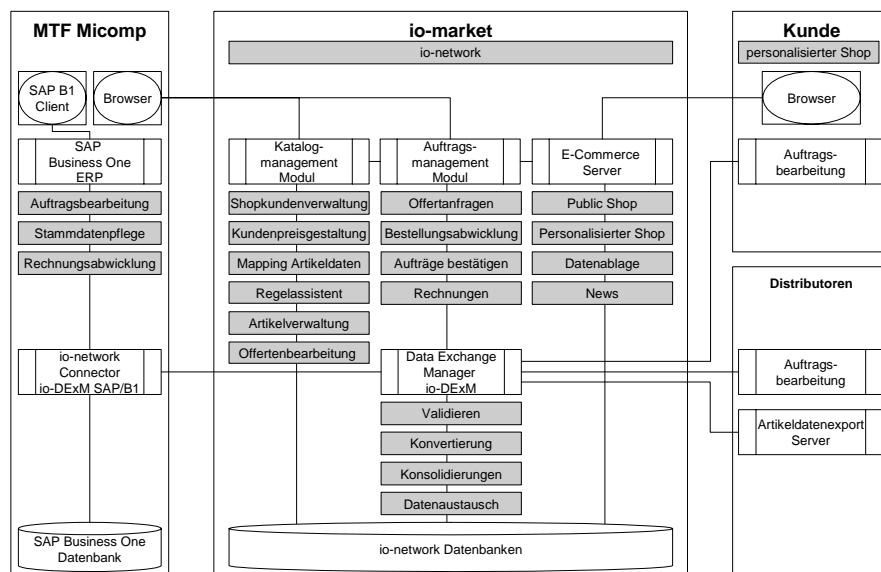 MTF Micomp
SAP B1
Client
Browser
SAP
Business One
ERP
Auftragsbearbeitung
Stammdatenpflege
Rechnungsabwicklung
io-network
Connector
io-DExM SAP/B1
SAP Business One
Datenbank
io-market
io-network
Katalog-
management
Modul
Shopkundenverwaltung
Kundenpreisgestaltung
Mapping Artikeldaten
Regelassistent
Artikelverwaltung
Offertenbearbeitung
Auftrags-
management
Modul
Offertanfragen
Bestellungsabwicklung
Aufträge bestätigen
Rechnungen
Data Exchange
Manager
io-DExM
Validieren
Konvertierung
Konsolidierungen
Datenaustausch
E-Commerce
Server
Public Shop
Personalisierter Shop
Datenablage
News
io-network Datenbanken
Kunde
personalisierter Shop
Browser
Auftrags-
bearbeitung
Distributoren
Auftrags-
bearbeitung
Artikeldatenexport
Server